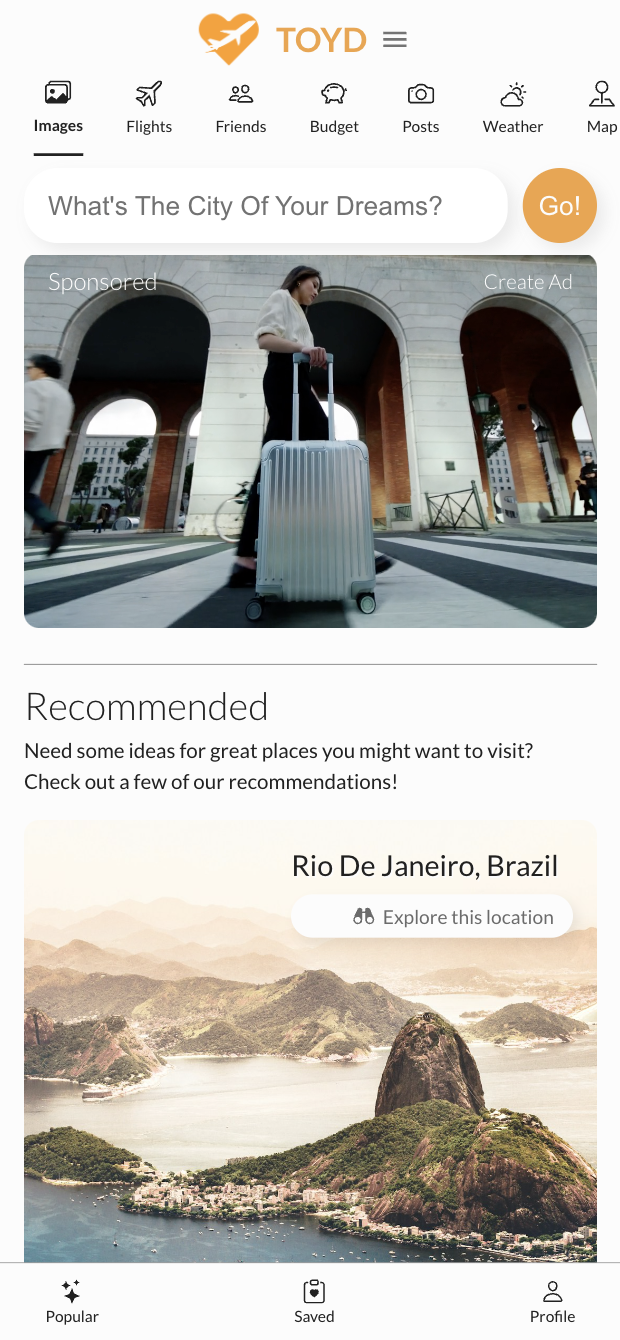 TOYD
Images Flights Friends Budget Posts Weather Map
What's The City Of Your Dreams? Go!
Sponsored Create Ad
Recommended
Need some ideas for great places you might want to visit?
Check out a few of our recommendations!
Rio De Janeiro, Brazil
Explore this location
Popular Saved Profile